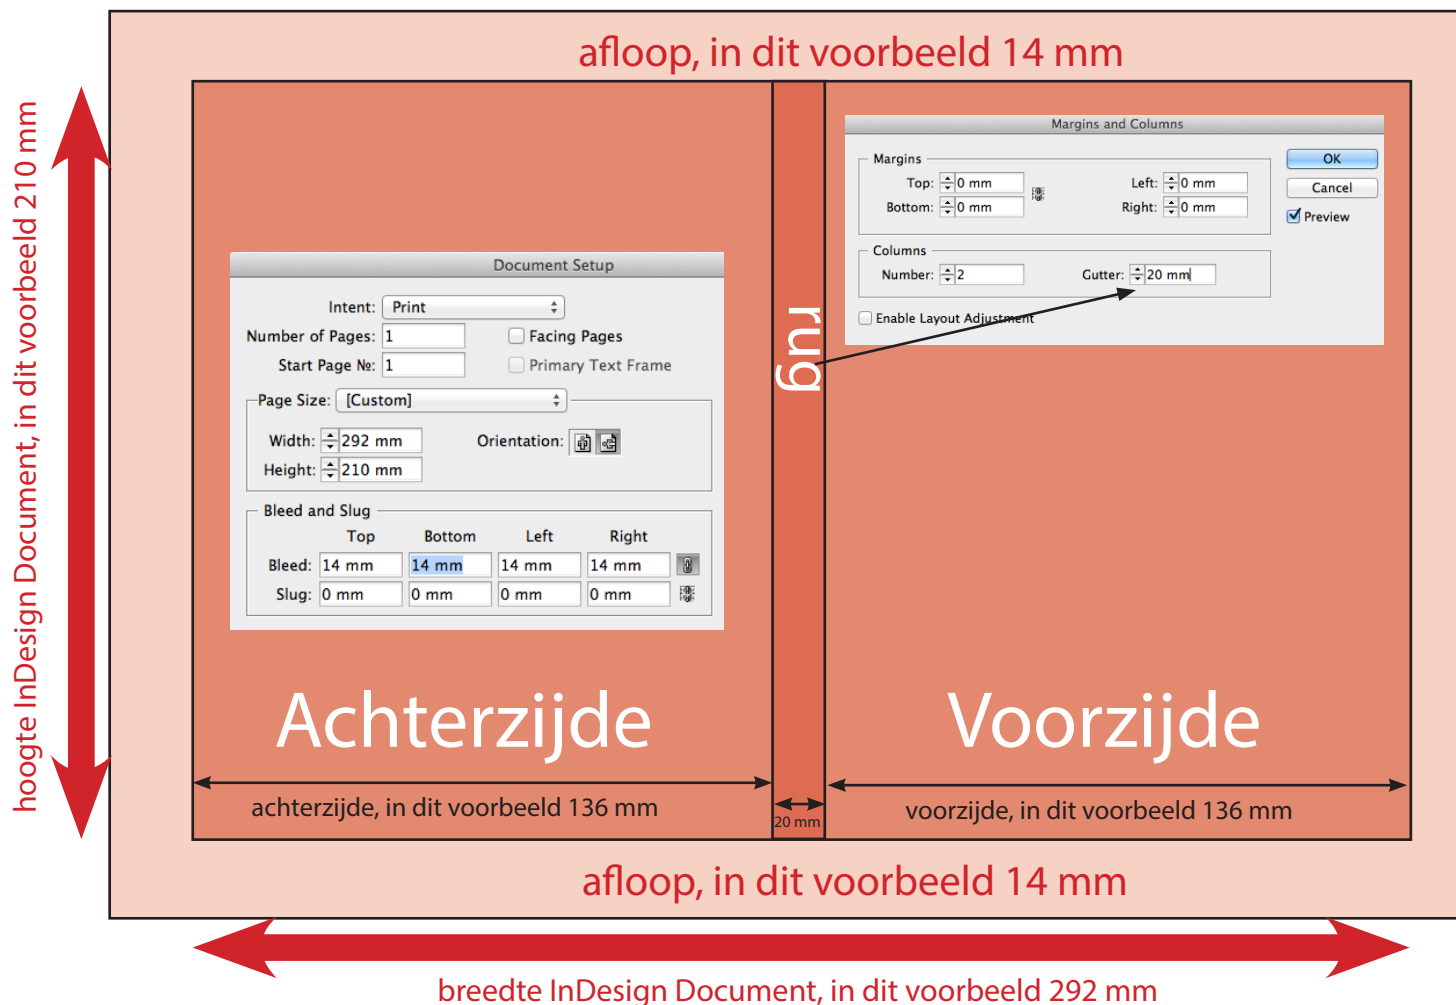 afloop, in dit voorbeeld 14 mm
hoogte InDesign Document, in dit voorbeeld 210 mm
Document Setup
Intent: Print
Number of Pages: 1 Facing Pages
Start Page №: 1 Primary Text Frame
Page Size: [Custom]
Width: 292 mm Orientation:
Height: 210 mm
Bleed and Slug
Top Bottom Left Right
Bleed: 14 mm 14 mm 14 mm 14 mm
Slug: 0 mm 0 mm 0 mm 0 mm
Achterzijde
achterzijde, in dit voorbeeld 136 mm
rug
20 mm
Margins and Columns
Margins
Top: 0 mm Left: 0 mm
Bottom: 0 mm Right: 0 mm
OK
Cancel
Preview
Columns
Number: 2 Gutter: 20 mm
Enable Layout Adjustment
Voorzijde
voorzijde, in dit voorbeeld 136 mm
afloop, in dit voorbeeld 14 mm
breedte InDesign Document, in dit voorbeeld 292 mm